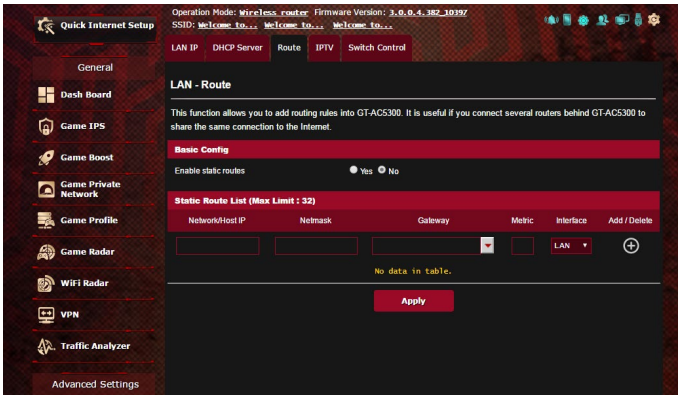 Quick Internet Setup
Operation Mode: Wireless router Firmware Version: 3.0.0.4.382_10397
SSID: Welcome to... Welcome to... Welcome to...
LAN IP DHCP Server Route IPTV Switch Control
General
Dash Board
Game IPS
Game Boost
Game Private
Network
Game Profile
Game Radar
WiFi Radar
VPN
Traffic Analyzer
Advanced Settings
LAN - Route
This function allows you to add routing rules into GT-AC5300. It is useful if you connect several routers behind GT-AC5300 to
share the same connection to the Internet.
Basic Config
Enable static routes Yes No
Static Route List (Max Limit : 32)
Network/Host IP Netmask Gateway Metric Interface Add / Delete
LAN
No data in table.
Apply